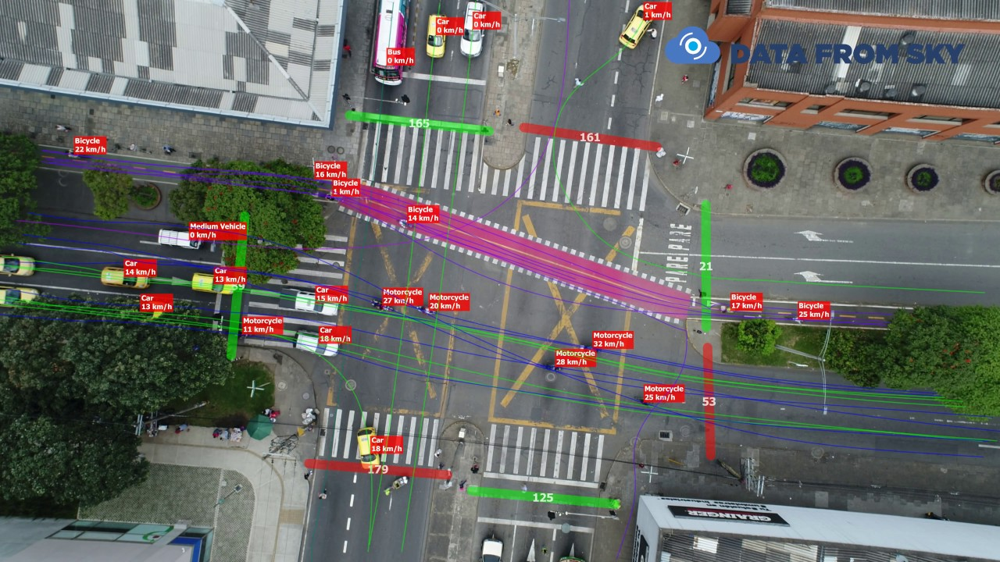 Car
1 km/h
Car
0 km/h
Car
0 km/h
Bus
0 km/h
DATA FROM SKY
165
161
Bicycle
22 km/h
Bicycle
16 km/h
Bicycle
1 km/h
Bicycle
14 km/h
Medium Vehicle
0 km/h
PARE PARE
21
Car
14 km/h
Car
13 km/h
Car
13 km/h
Car
15 km/h
Motorcycle
27 km/h
Motorcycle
20 km/h
Bicycle
17 km/h
Bicycle
25 km/h
Motorcycle
11 km/h
Car
18 km/h
Motorcycle
32 km/h
Motorcycle
28 km/h
Motorcycle
25 km/h
53
Car
18 km/h
179
125
GRAINGER